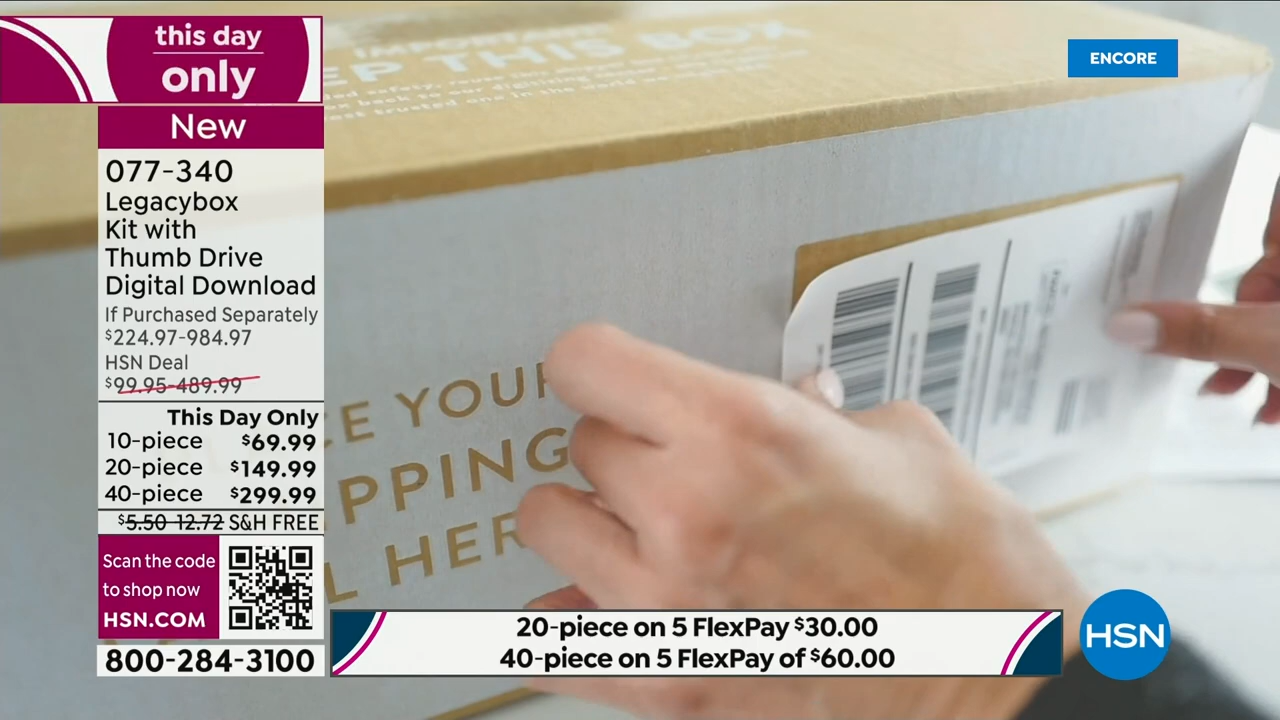 this day
only
New
077-340
Legacybox
Kit with
Thumb Drive
Digital Download
If Purchased Separately
$224.97-984.97
HSN Deal
$99.95-489.99
This Day Only
10-piece $69.99
20-piece $149.99
40-piece $299.99
$5.50-12.72 S&H FREE
Scan the code
to shop now
HSN.COM
800-284-3100
ENCORE
IMPORTANT
THIS BOX
YOUR
HERE
20-piece on 5 FlexPay $30.00
40-piece on 5 FlexPay of $60.00
HSN